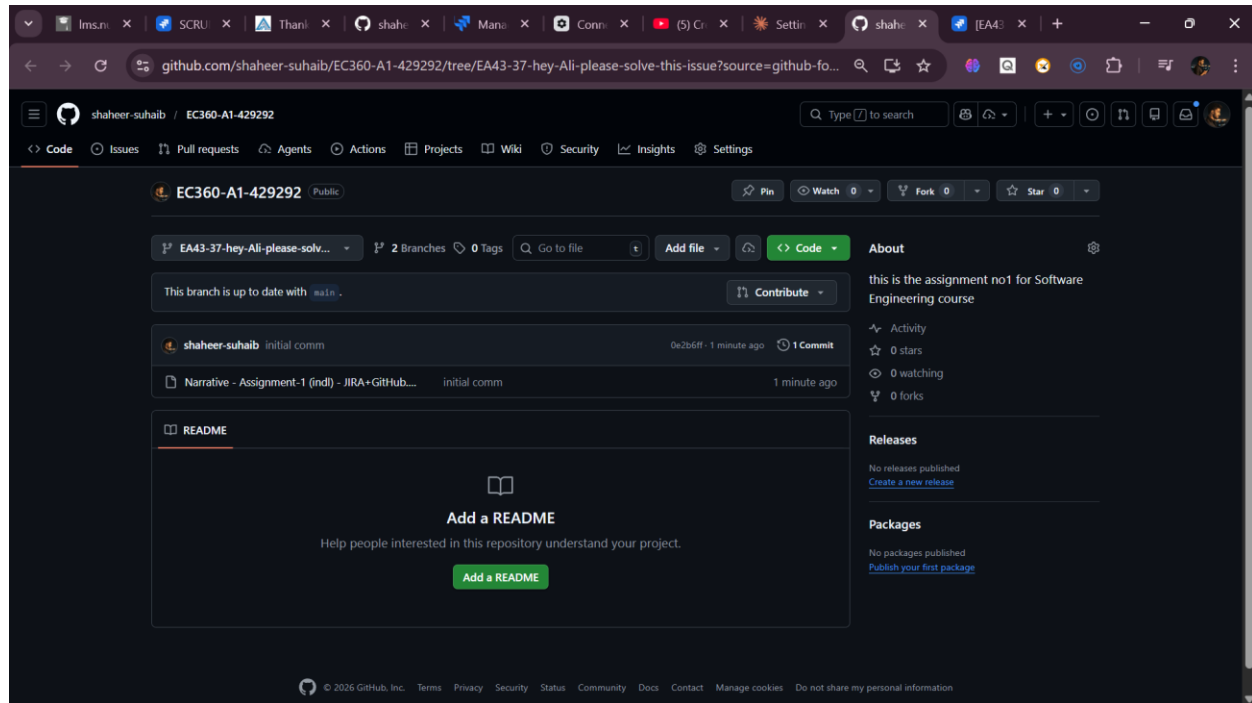 lms.nu
SCRU
Thank
shahe
Mana
Conne
(5) Cr
Settin
shahe
[EA43
github.com/shaheer-suhaib/EC360-A1-429292/tree/EA43-37-hey-Ali-please-solve-this-issue?source=github-fo...
shaheer-suhaib / EC360-A1-429292
Type / to search
Code Issues Pull requests Agents Actions Projects Wiki Security Insights Settings
EC360-A1-429292 Public
Pin Watch 0 Fork 0 Star 0
EA43-37-hey-Ali-please-solv... 2 Branches 0 Tags Go to file t Add file Code
This branch is up to date with main .
Contribute
shaheer-suhaib initial comm 0e2b6ff · 1 minute ago 1 Commit
Narrative - Assignment-1 (indl) - JIRA+GitHub.... initial comm 1 minute ago
README
Add a README
Help people interested in this repository understand your project.
Add a README
About
this is the assignment no1 for Software
Engineering course
Activity
0 stars
0 watching
0 forks
Releases
No releases published
Create a new release
Packages
No packages published
Publish your first package
© 2026 GitHub, Inc. Terms Privacy Security Status Community Docs Contact Manage cookies Do not share my personal information